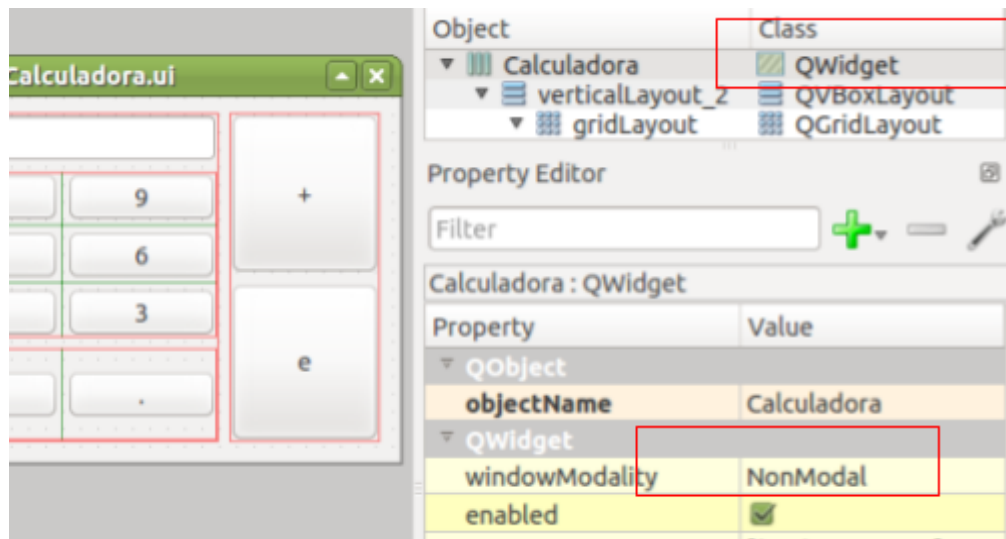 Calculadora.ui
9
6
3
.
+
e
Object Class
Calculadora QWidget
verticalLayout_2 QVBoxLayout
gridLayout QGridLayout
Property Editor
Filter
Calculadora : QWidget
Property Value
QObject
objectName Calculadora
QWidget
windowModality NonModal
enabled